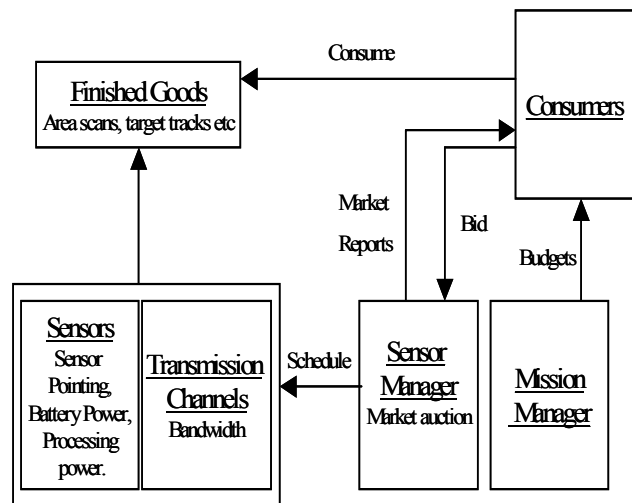 Consume
Finished Goods
Area scans, target tracks etc
Consumers
Market
Reports
Bid
Budgets
Sensors
Sensor
Pointing,
Battery Power,
Processing
power.
Transmission
Channels
Bandwidth
Schedule
Sensor
Manager
Market auction
Mission
Manager